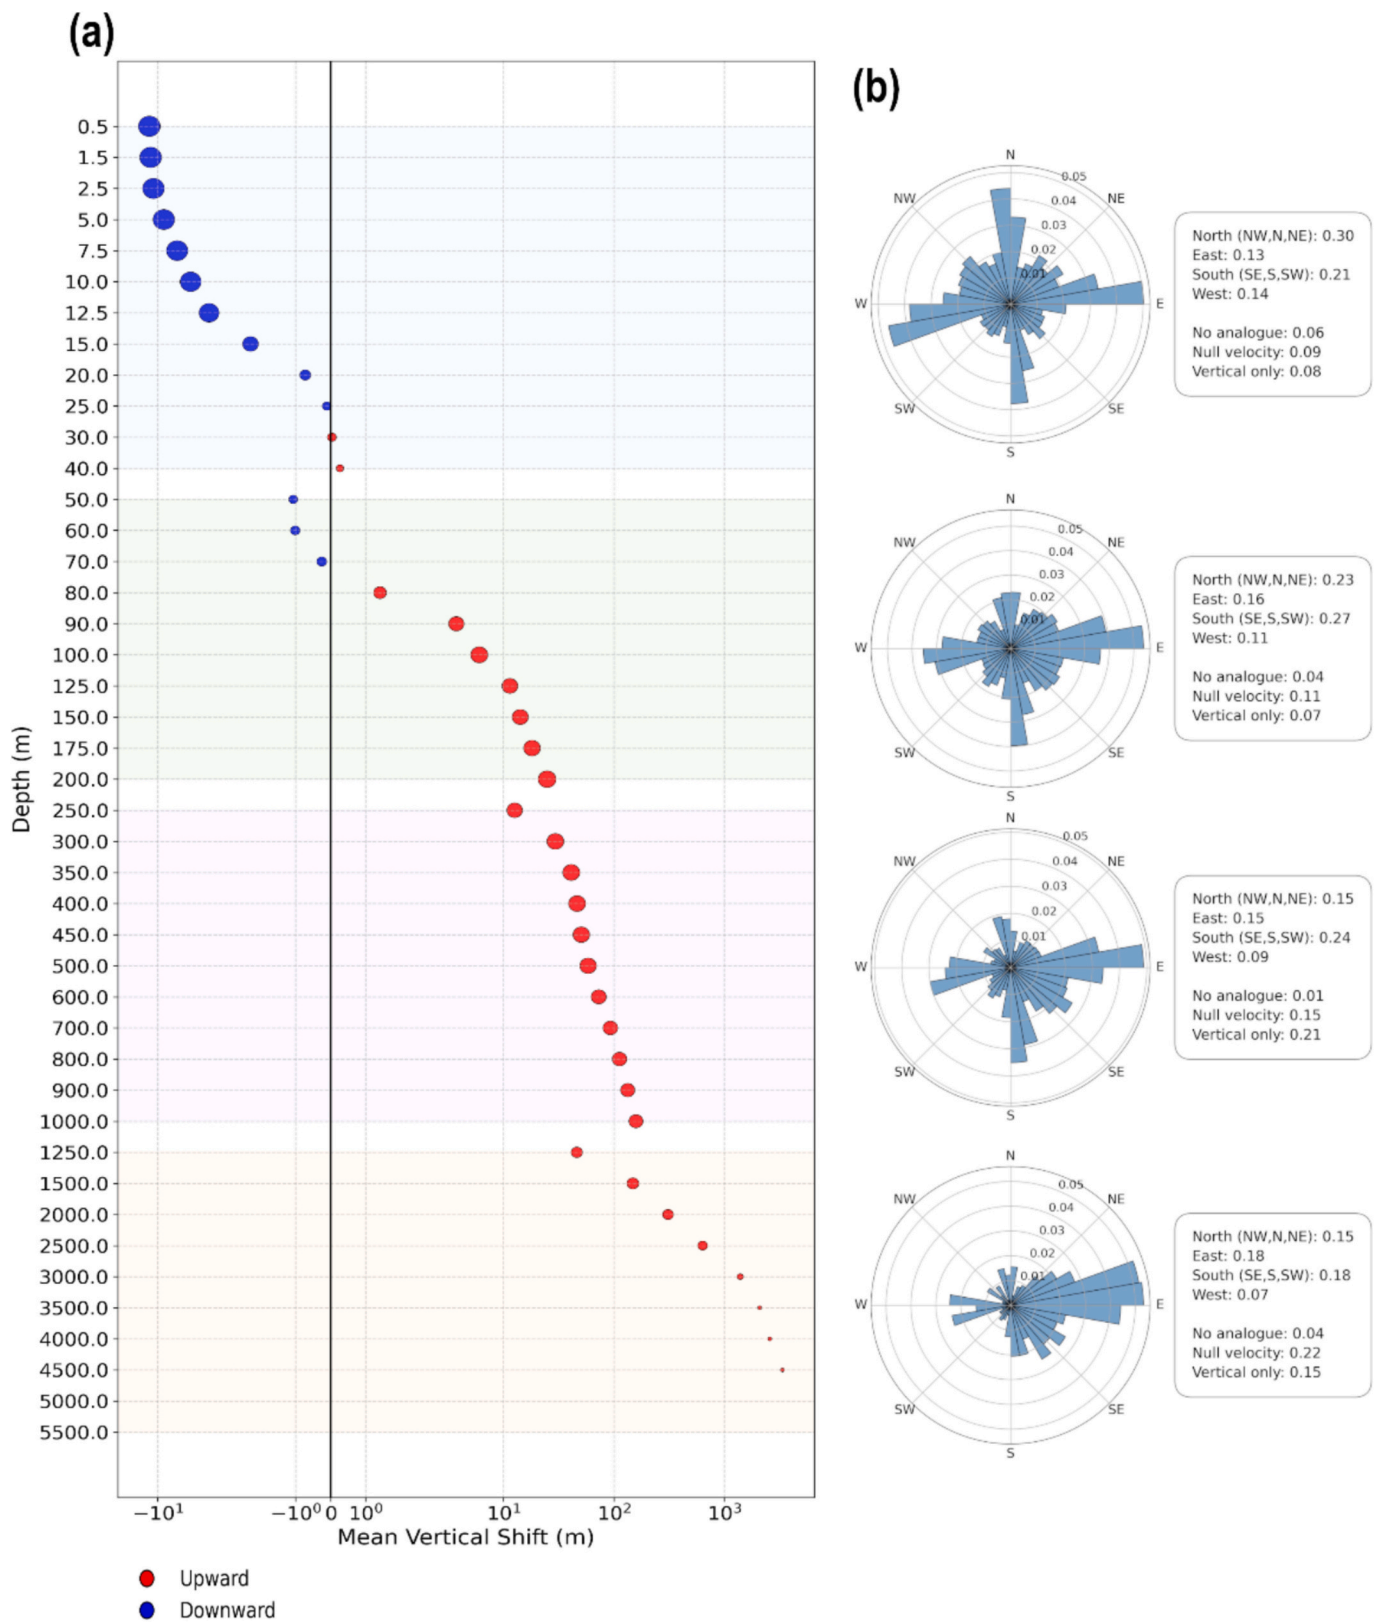 (a)
0.5
1.5
2.5
5.0
7.5
10.0
12.5
15.0
20.0
25.0
30.0
40.0
50.0
60.0
70.0
80.0
90.0
100.0
125.0
150.0
175.0
200.0
250.0
300.0
350.0
400.0
450.0
500.0
600.0
700.0
800.0
900.0
1000.0
1250.0
1500.0
2000.0
2500.0
3000.0
3500.0
4000.0
4500.0
5000.0
5500.0
Depth (m)
−10¹ −10⁰ 0 10⁰ 10¹ 10² 10³
Mean Vertical Shift (m)
Upward
Downward
(b)
N
NW NE
W E
SW SE
S
0.05
0.04
0.03
0.02
0.01
North (NW,N,NE): 0.30
East: 0.13
South (SE,S,SW): 0.21
West: 0.14
No analogue: 0.06
Null velocity: 0.09
Vertical only: 0.08
N
NW NE
W E
SW SE
S
0.05
0.04
0.03
0.02
0.01
North (NW,N,NE): 0.23
East: 0.16
South (SE,S,SW): 0.27
West: 0.11
No analogue: 0.04
Null velocity: 0.11
Vertical only: 0.07
N
NW NE
W E
SW SE
S
0.05
0.04
0.03
0.02
0.01
North (NW,N,NE): 0.15
East: 0.15
South (SE,S,SW): 0.24
West: 0.09
No analogue: 0.01
Null velocity: 0.15
Vertical only: 0.21
N
NW NE
W E
SW SE
S
0.05
0.04
0.03
0.02
0.01
North (NW,N,NE): 0.15
East: 0.18
South (SE,S,SW): 0.18
West: 0.07
No analogue: 0.04
Null velocity: 0.22
Vertical only: 0.15